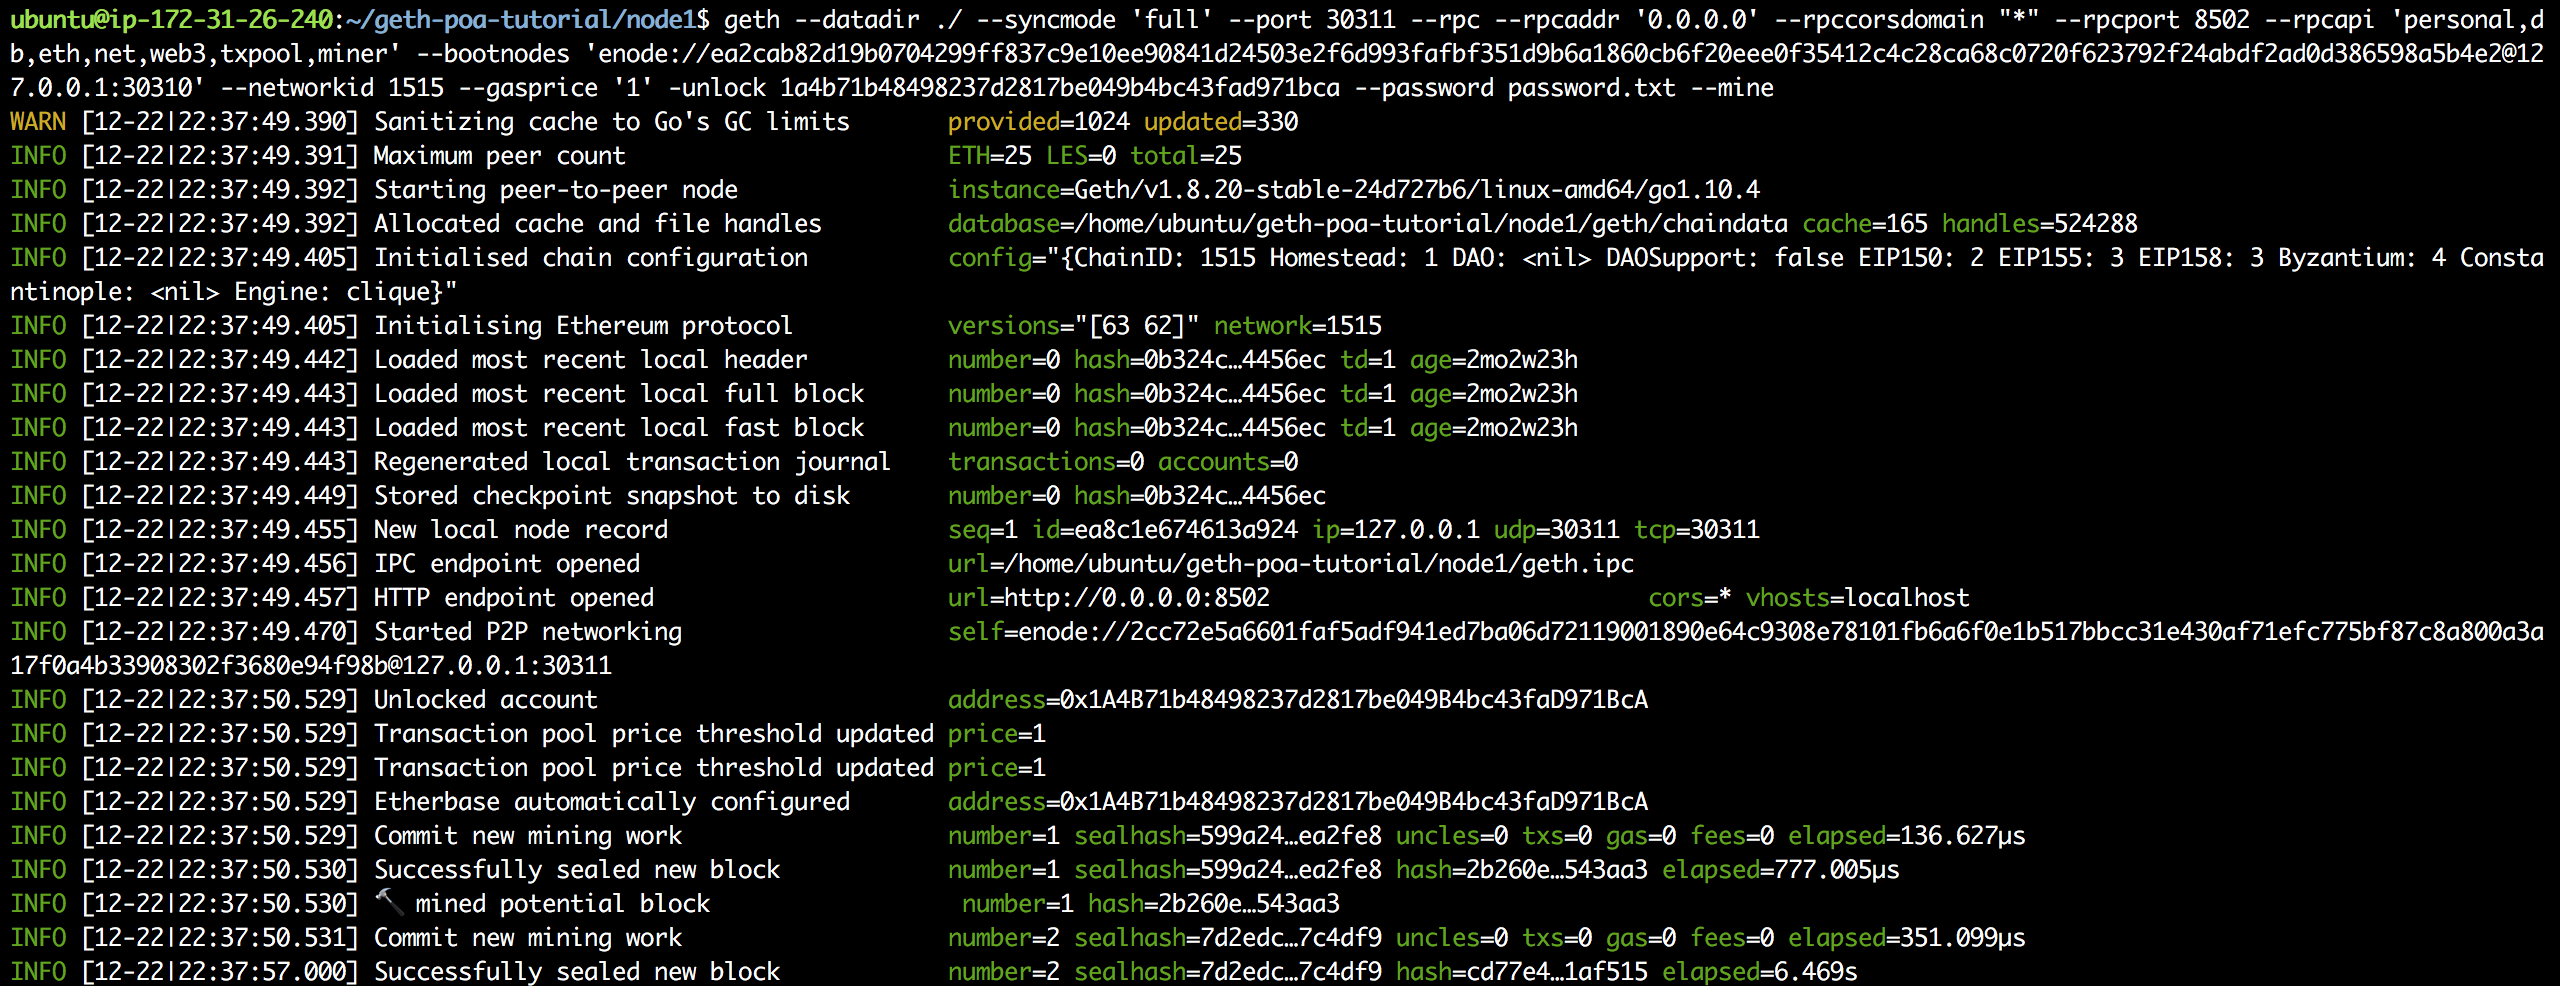 ubuntu@ip-172-31-26-240:~/geth-poa-tutorial/node1$ geth --datadir ./ --syncmode 'full' --port 30311 --rpc --rpcaddr '0.0.0.0' --rpccorsdomain "*" --rpcport 8502 --rpcapi 'personal,d
b,eth,net,web3,txpool,miner' --bootnodes 'enode://ea2cab82d19b0704299ff837c9e10ee90841d24503e2f6d993fafbf351d9b6a1860cb6f20eee0f35412c4c28ca68c0720f623792f24abdf2ad0d386598a5b4e2@12
7.0.0.1:30310' --networkid 1515 --gasprice '1' -unlock 1a4b71b48498237d2817be049b4bc43fad971bca --password password.txt --mine
WARN [12-22|22:37:49.390] Sanitizing cache to Go's GC limits       provided=1024 updated=330
INFO [12-22|22:37:49.391] Maximum peer count                       ETH=25 LES=0 total=25
INFO [12-22|22:37:49.392] Starting peer-to-peer node               instance=Geth/v1.8.20-stable-24d727b6/linux-amd64/go1.10.4
INFO [12-22|22:37:49.392] Allocated cache and file handles         database=/home/ubuntu/geth-poa-tutorial/node1/geth/chaindata cache=165 handles=524288
INFO [12-22|22:37:49.405] Initialised chain configuration          config="{ChainID: 1515 Homestead: 1 DAO: <nil> DAOSupport: false EIP150: 2 EIP155: 3 EIP158: 3 Byzantium: 4 Consta
ntinople: <nil> Engine: clique}"
INFO [12-22|22:37:49.405] Initialising Ethereum protocol           versions="[63 62]" network=1515
INFO [12-22|22:37:49.442] Loaded most recent local header          number=0 hash=0b324c…4456ec td=1 age=2mo2w23h
INFO [12-22|22:37:49.443] Loaded most recent local full block      number=0 hash=0b324c…4456ec td=1 age=2mo2w23h
INFO [12-22|22:37:49.443] Loaded most recent local fast block      number=0 hash=0b324c…4456ec td=1 age=2mo2w23h
INFO [12-22|22:37:49.443] Regenerated local transaction journal    transactions=0 accounts=0
INFO [12-22|22:37:49.449] Stored checkpoint snapshot to disk       number=0 hash=0b324c…4456ec
INFO [12-22|22:37:49.455] New local node record                    seq=1 id=ea8c1e674613a924 ip=127.0.0.1 udp=30311 tcp=30311
INFO [12-22|22:37:49.456] IPC endpoint opened                      url=/home/ubuntu/geth-poa-tutorial/node1/geth.ipc
INFO [12-22|22:37:49.457] HTTP endpoint opened                     url=http://0.0.0.0:8502                           cors=* vhosts=localhost
INFO [12-22|22:37:49.470] Started P2P networking                   self=enode://2cc72e5a6601faf5adf941ed7ba06d72119001890e64c9308e78101fb6a6f0e1b517bbcc31e430af71efc775bf87c8a800a3a
17f0a4b33908302f3680e94f98b@127.0.0.1:30311
INFO [12-22|22:37:50.529] Unlocked account                         address=0x1A4B71b48498237d2817be049B4bc43faD971BcA
INFO [12-22|22:37:50.529] Transaction pool price threshold updated price=1
INFO [12-22|22:37:50.529] Transaction pool price threshold updated price=1
INFO [12-22|22:37:50.529] Etherbase automatically configured       address=0x1A4B71b48498237d2817be049B4bc43faD971BcA
INFO [12-22|22:37:50.529] Commit new mining work                   number=1 sealhash=599a24…ea2fe8 uncles=0 txs=0 gas=0 fees=0 elapsed=136.627µs
INFO [12-22|22:37:50.530] Successfully sealed new block            number=1 sealhash=599a24…ea2fe8 hash=2b260e…543aa3 elapsed=777.005µs
INFO [12-22|22:37:50.530] 🔨 mined potential block                  number=1 hash=2b260e…543aa3
INFO [12-22|22:37:50.531] Commit new mining work                   number=2 sealhash=7d2edc…7c4df9 uncles=0 txs=0 gas=0 fees=0 elapsed=351.099µs
INFO [12-22|22:37:57.000] Successfully sealed new block            number=2 sealhash=7d2edc…7c4df9 hash=cd77e4…1af515 elapsed=6.469s